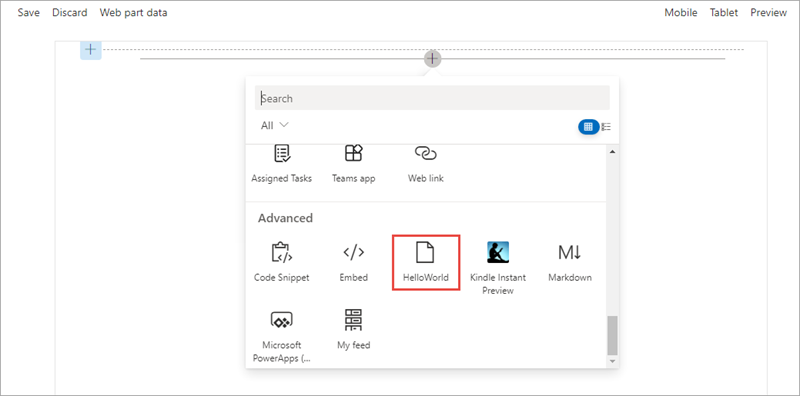 Save Discard Web part data Mobile Tablet Preview
Search
All
Assigned Tasks Teams app Web link
Advanced
Code Snippet Embed HelloWorld Kindle Instant Preview Markdown
Microsoft PowerApps (... My feed